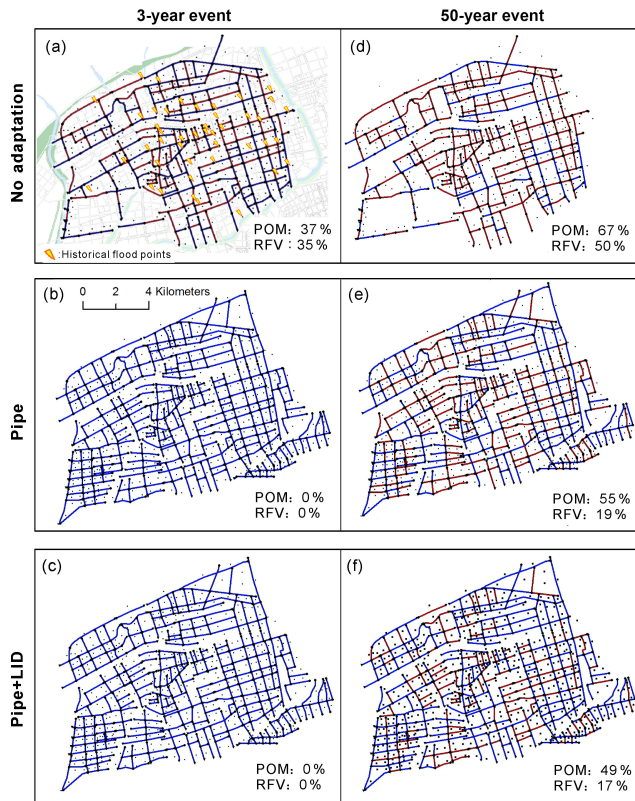 3-year event
50-year event
No adaptation
(a)
POM: 37%
RFV: 35%
:Historical flood points
(d)
POM: 67%
RFV: 50%
Pipe
(b)
0 2 4 Kilometers
POM: 0%
RFV: 0%
(e)
POM: 55%
RFV: 19%
Pipe+LID
(c)
POM: 0%
RFV: 0%
(f)
POM: 49%
RFV: 17%